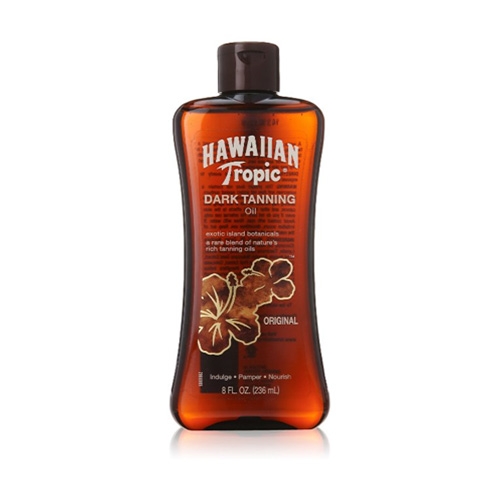 HAWAIIAN
Tropic®
DARK TANNING
Oil
exotic island botanicals
a rare blend of nature's
rich tanning oils
ORIGINAL
Indulge • Pamper • Nourish
8 FL. OZ. (236 mL)